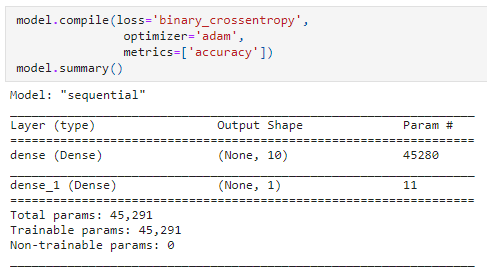 model.compile(loss='binary_crossentropy',
              optimizer='adam',
              metrics=['accuracy'])
model.summary()
Model: "sequential"
_________________________________________________________________
Layer (type)                 Output Shape              Param #
=================================================================
dense (Dense)                (None, 10)                45280
_________________________________________________________________
dense_1 (Dense)              (None, 1)                 11
=================================================================
Total params: 45,291
Trainable params: 45,291
Non-trainable params: 0
_________________________________________________________________